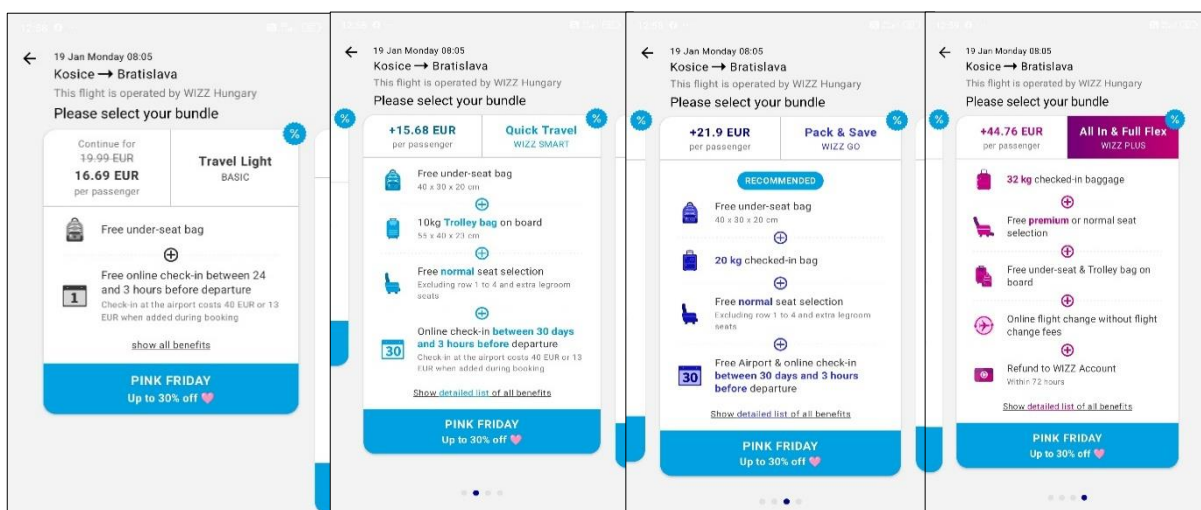 19 Jan Monday 08:05
Kosice → Bratislava
This flight is operated by WIZZ Hungary
Please select your bundle
%
Continue for
19.99 EUR
16.69 EUR
per passenger
Travel Light
BASIC
Free under-seat bag
Free online check-in between 24
and 3 hours before departure
Check-in at the airport costs 40 EUR or 13
EUR when added during booking
1
show all benefits
PINK FRIDAY
Up to 30% off 🩷
19 Jan Monday 08:05
Kosice → Bratislava
This flight is operated by WIZZ Hungary
Please select your bundle
%
%
+15.68 EUR
per passenger
Quick Travel
WIZZ SMART
Free under-seat bag
40 x 30 x 20 cm
10kg Trolley bag on board
55 x 40 x 23 cm
Free normal seat selection
Excluding row 1 to 4 and extra legroom
seats
Online check-in between 30 days
and 3 hours before departure
Check-in at the airport costs 40 EUR or 13
EUR when added during booking
30
Show detailed list of all benefits
PINK FRIDAY
Up to 30% off 🩷
19 Jan Monday 08:05
Kosice → Bratislava
This flight is operated by WIZZ Hungary
Please select your bundle
%
%
+21.9 EUR
per passenger
Pack & Save
WIZZ GO
RECOMMENDED
Free under-seat bag
40 x 30 x 20 cm
20 kg checked-in bag
Free normal seat selection
Excluding row 1 to 4 and extra legroom
seats
Free Airport & online check-in
between 30 days and 3 hours
before departure
30
Show detailed list of all benefits
PINK FRIDAY
Up to 30% off 🩷
19 Jan Monday 08:05
Kosice → Bratislava
This flight is operated by WIZZ Hungary
Please select your bundle
%
%
+44.76 EUR
per passenger
All In & Full Flex
WIZZ PLUS
32 kg checked-in baggage
Free premium or normal seat
selection
Free under-seat & Trolley bag on
board
Online flight change without flight
change fees
Refund to WIZZ Account
Within 72 hours
Show detailed list of all benefits
PINK FRIDAY
Up to 30% off 🩷